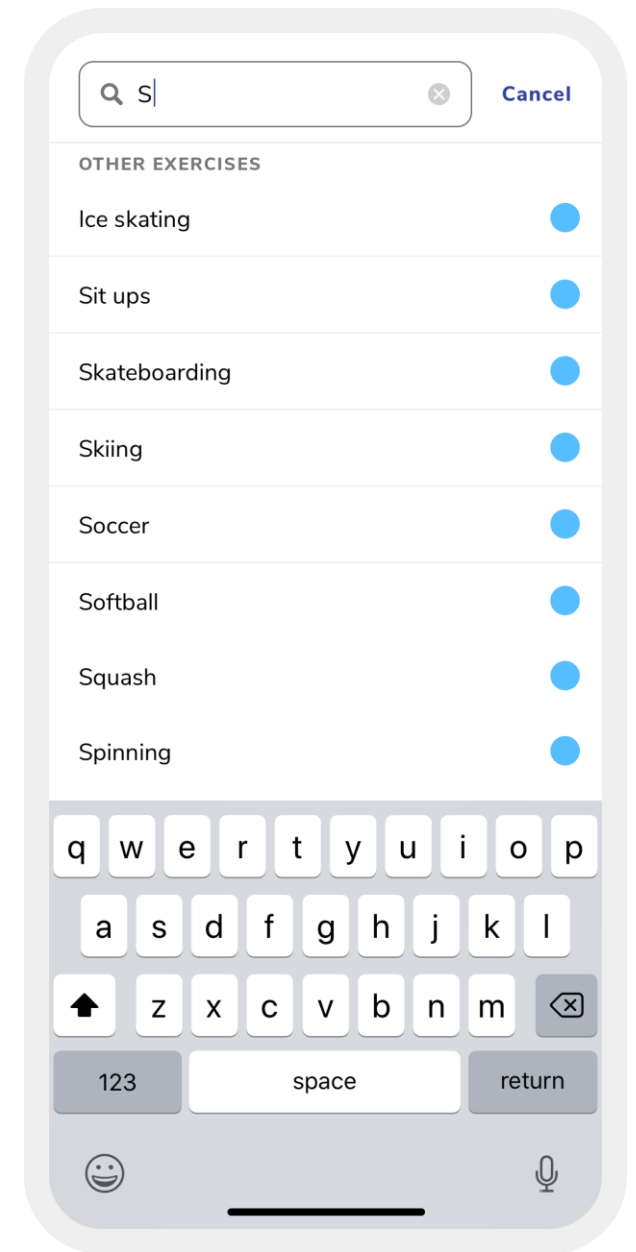 S
Cancel
OTHER EXERCISES
Ice skating
Sit ups
Skateboarding
Skiing
Soccer
Softball
Squash
Spinning
q w e r t y u i o p
a s d f g h j k l
z x c v b n m
123 space return